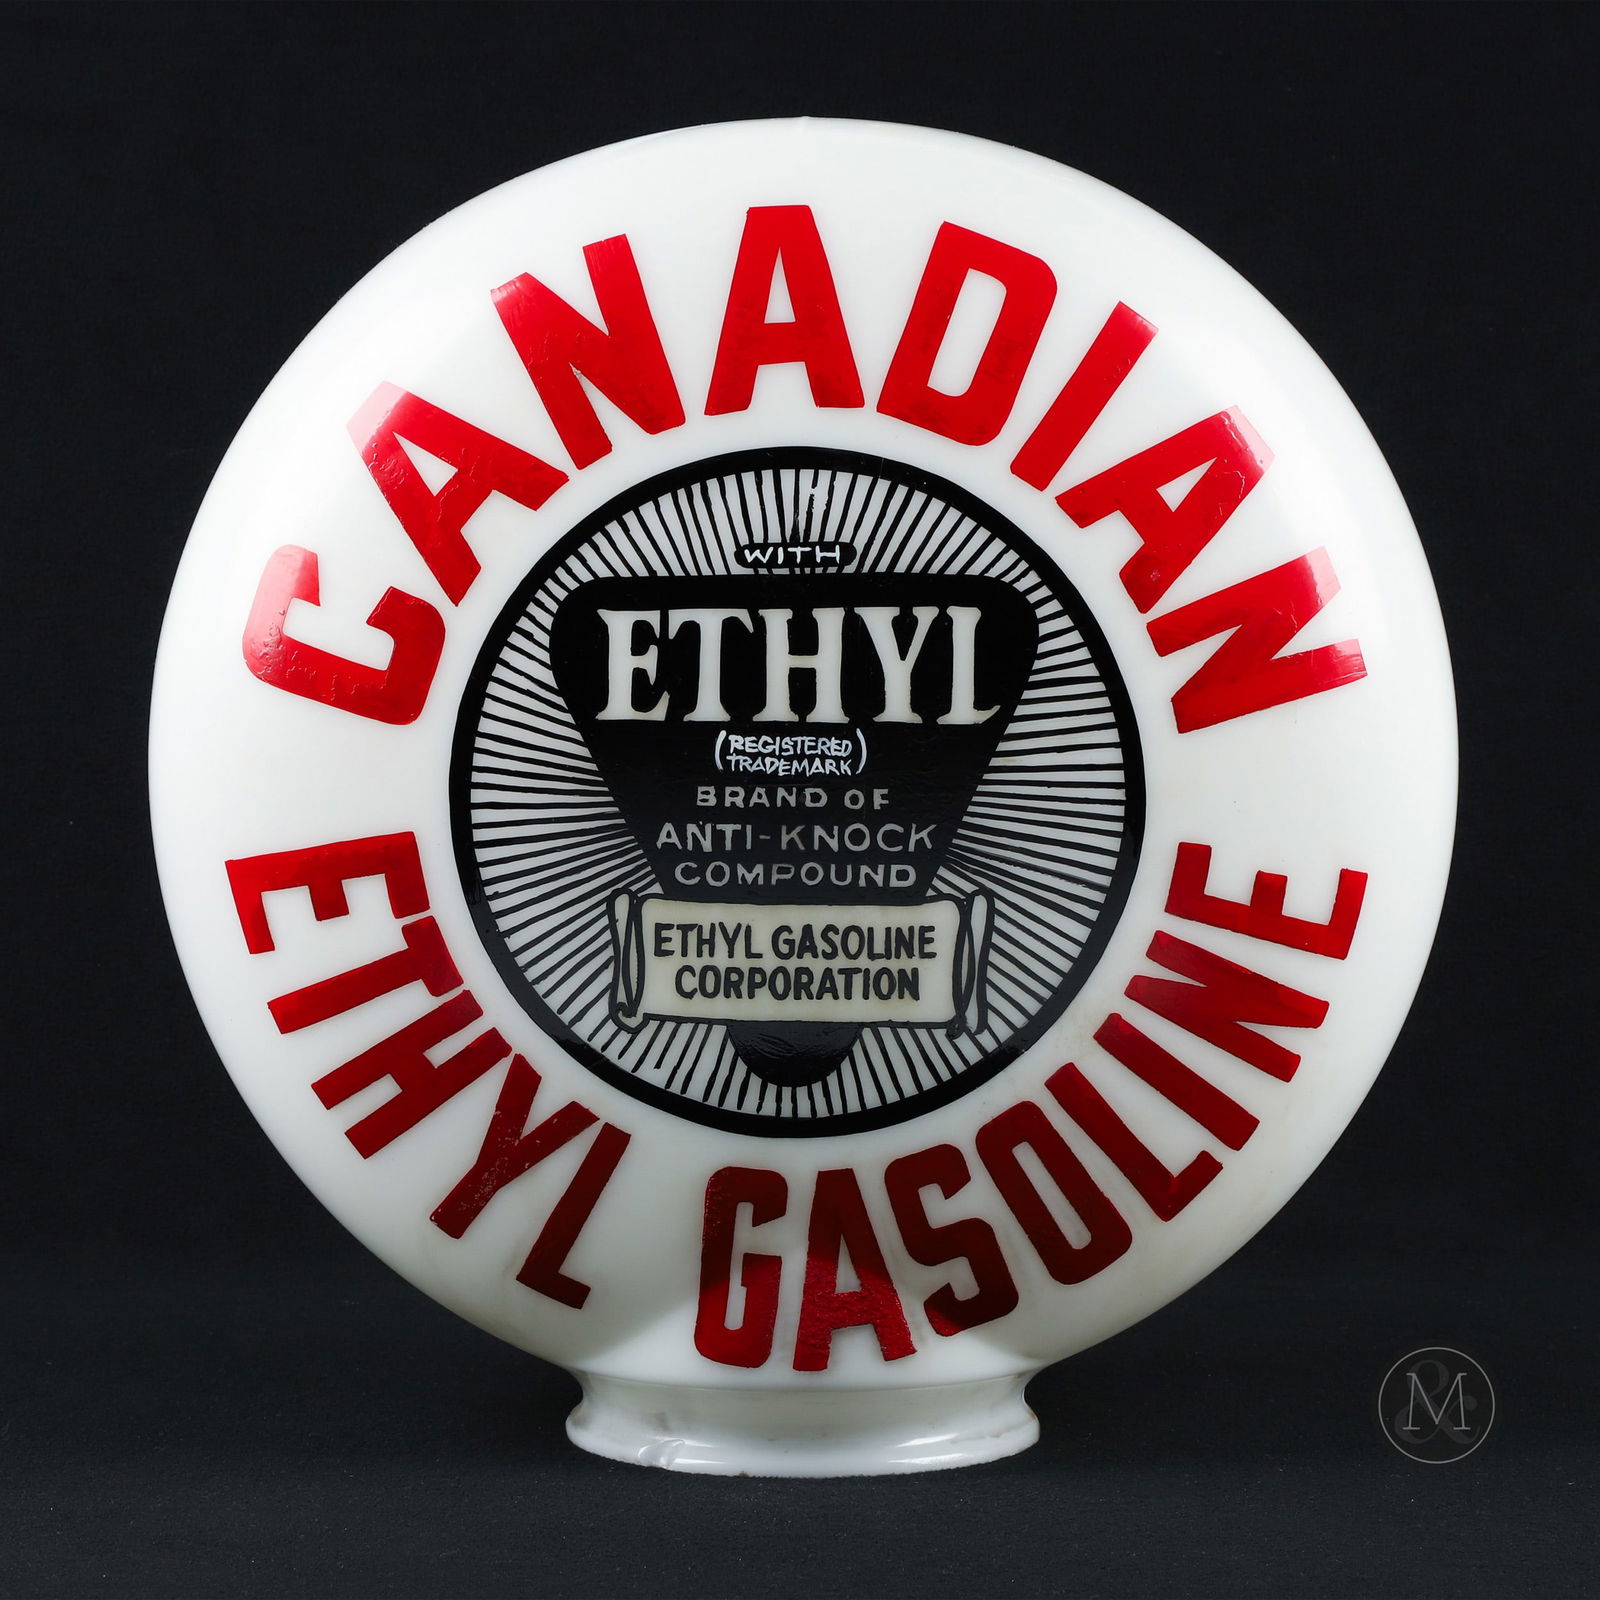 CANADIAN
WITH
ETHYL
(REGISTERED
TRADEMARK)
BRAND OF
ANTI-KNOCK
COMPOUND
ETHYL GASOLINE
CORPORATION
ETHYL GASOLINE
M&